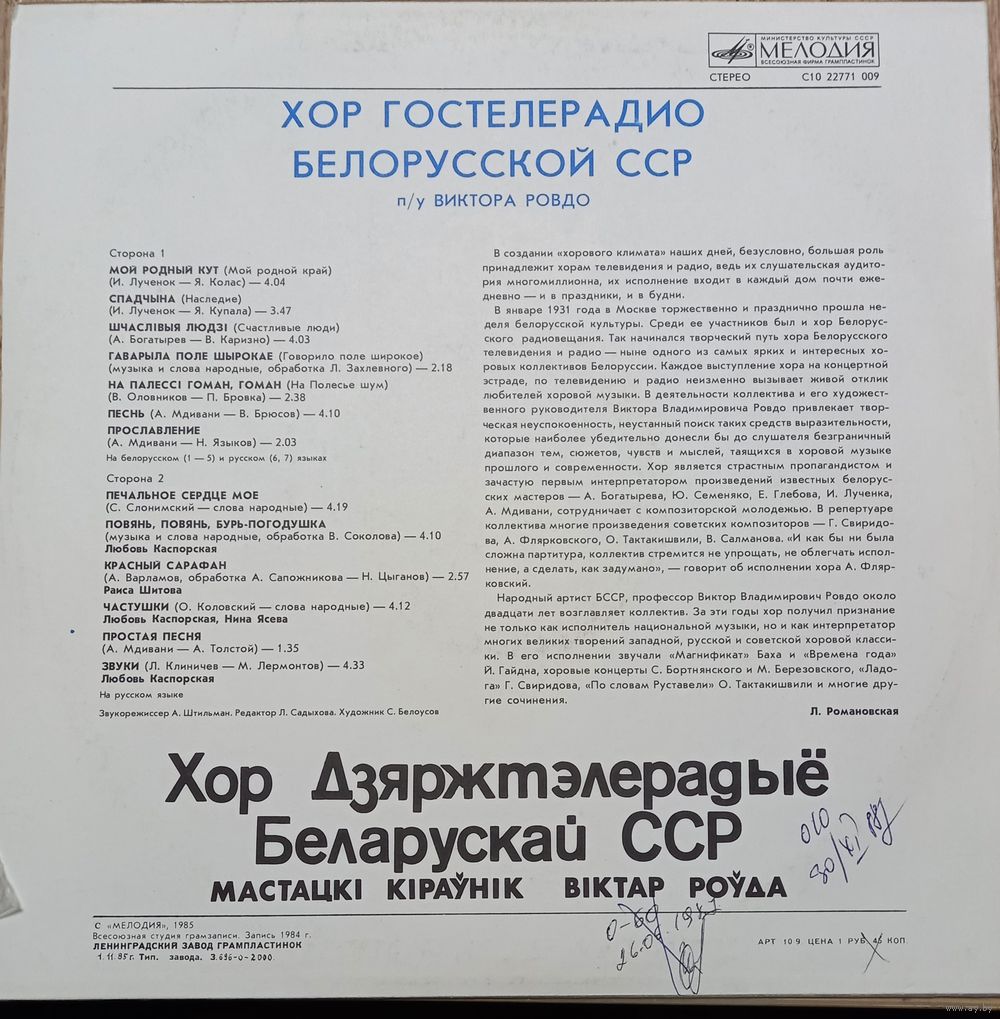 МИНИСТЕРСТВО КУЛЬТУРЫ СССР
МЕЛОДИЯ
ВСЕСОЮЗНАЯ ФИРМА ГРАМПЛАСТИНОК
СТЕРЕО С10 22771 009
ХОР ГОСТЕЛЕРАДИО
БЕЛОРУССКОЙ ССР
п/у ВИКТОРА РОВДО
Сторона 1
МОЙ РОДНЫЙ КУТ (Мой родной край)
(И. Лученок — Я. Колас) — 4.04
СПАДЧЫНА (Наследие)
(И. Лученок — Я. Купала) — 3.47
ШЧАСЛІВЫЯ ЛЮДЗІ (Счастливые люди)
(А. Богатырев — В. Каризно) — 4.03
ГАВАРЫЛА ПОЛЕ ШЫРОКАЕ (Говорило поле широкое)
(музыка и слова народные, обработка Л. Захлевного) — 2.18
НА ПАЛЕССІ ГОМАН, ГОМАН (На Полесье шум)
(В. Оловников — П. Бровка) — 2.38
ПЕСНЬ (А. Мдивани — В. Брюсов) — 4.10
ПРОСЛАВЛЕНИЕ
(А. Мдивани — Н. Языков) — 2.03
На белорусском (1 — 5) и русском (6, 7) языках
Сторона 2
ПЕЧАЛЬНОЕ СЕРДЦЕ МОЕ
(С. Слонимский — слова народные) — 4.19
ПОВЯНЬ, ПОВЯНЬ, БУРЬ-ПОГОДУШКА
(музыка и слова народные, обработка В. Соколова) — 4.10
Любовь Каспорская
КРАСНЫЙ САРАФАН
(А. Варламов, обработка А. Сапожникова — Н. Цыганов) — 2.57
Раиса Шитова
ЧАСТУШКИ (О. Коловский — слова народные) — 4.12
Любовь Каспорская, Нина Ясева
ПРОСТАЯ ПЕСНЯ
(А. Мдивани — А. Толстой) — 1.35
ЗВУКИ (Л. Клиничев — М. Лермонтов) — 4.33
Любовь Каспорская
На русском языке
Звукорежиссер А. Штильман. Редактор Л. Садыхова. Художник С. Белоусов
В создании «хорового климата» наших дней, безусловно, большая роль
принадлежит хорам телевидения и радио, ведь их слушательская аудито-
рия многомиллионна, их исполнение входит в каждый дом почти еже-
дневно — и в праздники, и в будни.
В январе 1931 года в Москве торжественно и празднично прошла не-
деля белорусской культуры. Среди ее участников был и хор Белорус-
ского радиовещания. Так начинался творческий путь хора Белорусского
телевидения и радио — ныне одного из самых ярких и интересных хо-
ровых коллективов Белоруссии. Каждое выступление хора на концертной
эстраде, по телевидению и радио неизменно вызывает живой отклик
любителей хоровой музыки. В деятельности коллектива и его художест-
венного руководителя Виктора Владимировича Ровдо привлекает твор-
ческая неуспокоенность, неустанный поиск таких средств выразительности,
которые наиболее убедительно донесли бы до слушателя безграничный
диапазон тем, сюжетов, чувств и мыслей, таящихся в хоровой музыке
прошлого и современности. Хор является страстным пропагандистом и
зачастую первым интерпретатором произведений известных белорус-
ских мастеров — А. Богатырева, Ю. Семеняко, Е. Глебова, И. Лученка,
А. Мдивани, сотрудничает с композиторской молодежью. В репертуаре
коллектива многие произведения советских композиторов — Г. Свиридо-
ва, А. Флярковского, О. Тактакишвили, В. Салманова. «И как бы ни была
сложна партитура, коллектив стремится не упрощать, не облегчать испол-
нение, а сделать, как задумано», — говорит об исполнении хора А. Фляр-
ковский.
Народный артист БССР, профессор Виктор Владимирович Ровдо около
двадцати лет возглавляет коллектив. За эти годы хор получил признание
не только как исполнитель национальной музыки, но и как интерпретатор
многих великих творений западной, русской и советской хоровой класси-
ки. В его исполнении звучали «Магнификат» Баха и «Времена года»
Й. Гайдна, хоровые концерты С. Бортнянского и М. Березовского, «Ладо-
га» Г. Свиридова, «По словам Руставели» О. Тактакишвили и многие дру-
гие сочинения.
Л. Романовская
Хор Дзяржтэлерадыё
Беларускай ССР
МАСТАЦКІ КІРАЎНІК ВІКТАР РОЎДА
С «МЕЛОДИЯ», 1985
Всесоюзная студия грамзаписи. Запись 1984 г.
ЛЕНИНГРАДСКИЙ ЗАВОД ГРАМПЛАСТИНОК
1.11.85г. Тип. завода. З.696-0-2000.
АРТ 10 9. ЦЕНА 1 РУБ. 45 КОП.
www.ay.by